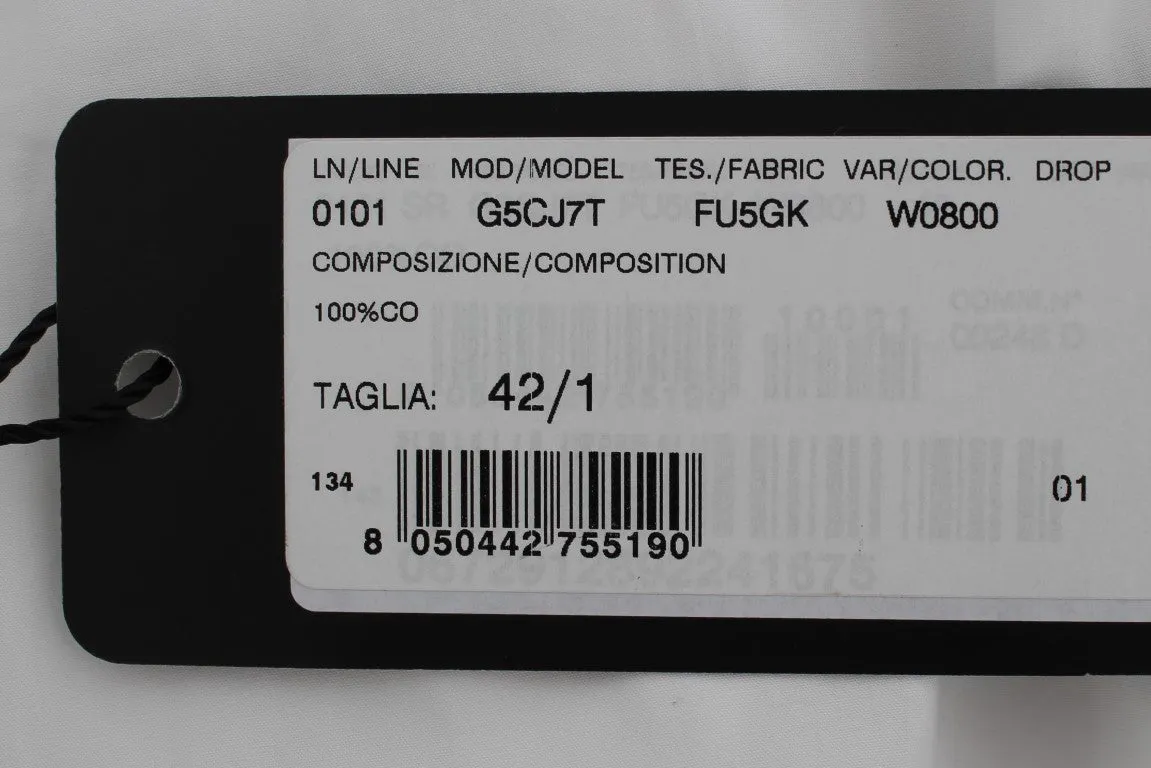 LN/LINE MOD/MODEL TES./FABRIC VAR/COLOR. DROP
0101 G5CJ7T FU5GK W0800
COMPOSIZIONE/COMPOSITION
100%CO
TAGLIA: 42/1
134
01
8 050442 755190